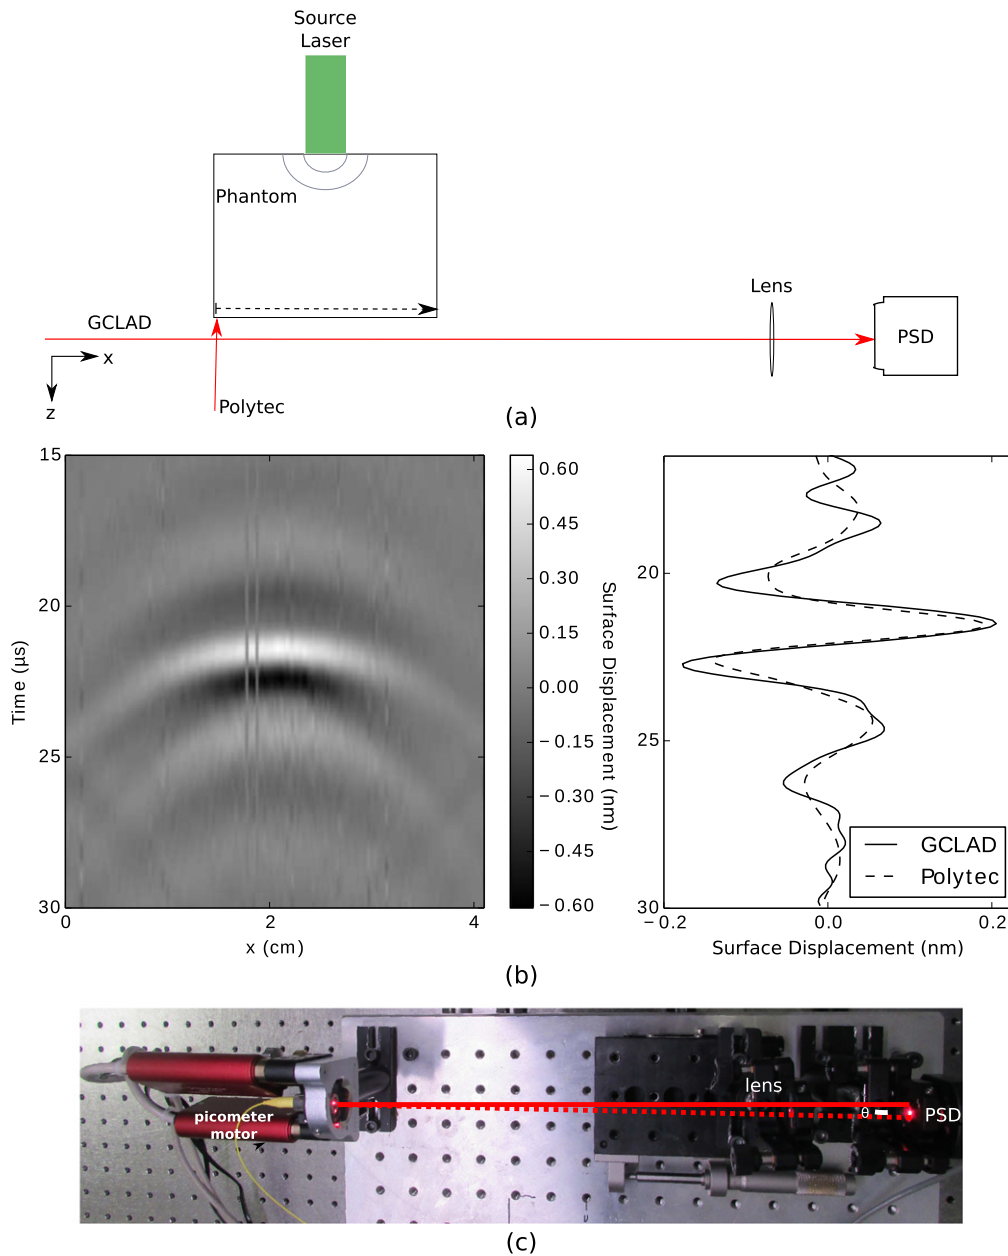 Source
Laser
Phantom
GCLAD
x
z
Polytec
Lens
PSD
(a)
15
20
25
30
Time (μs)
0
2
4
x (cm)
0.60
0.45
0.30
0.15
0.00
−0.15
−0.30
−0.45
−0.60
Surface Displacement (nm)
20
25
30
−0.2
0.0
0.2
Surface Displacement (nm)
GCLAD
Polytec
(b)
picometer
motor
lens
θ
PSD
(c)